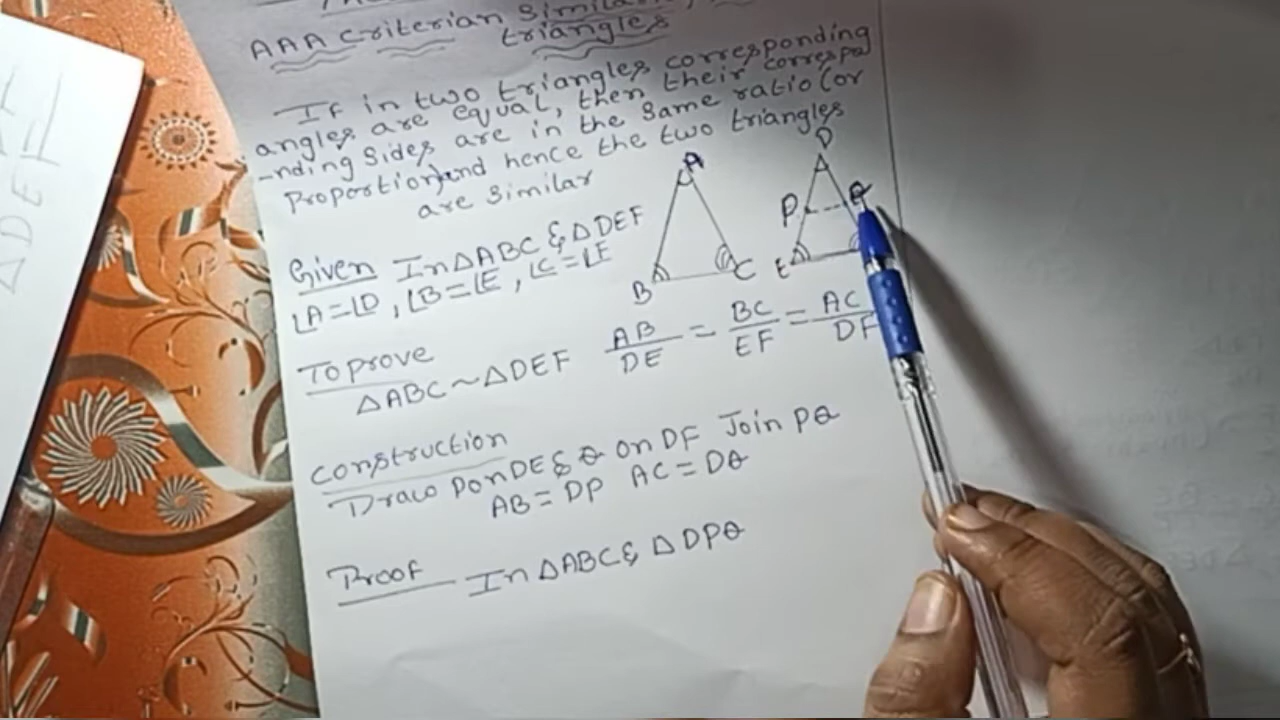 AAA Criterian Similar
triangles
If in two triangles corresponding
angles are equal, then their correspo
-nding Sides are in the Same ratio (or
Proportion) and hence the two triangles
are similar
Given In △ABC & △DEF
∠A=∠D, ∠B=∠E, ∠C=∠F
A
B
C
D
P
Q
E
To prove
△ABC ~ △DEF AB/DE = BC/EF = AC/DF
Construction
Draw P on DE & Q on DF Join PQ
AB = DP AC = DQ
Proof In △ABC & △DPQ
△DEF